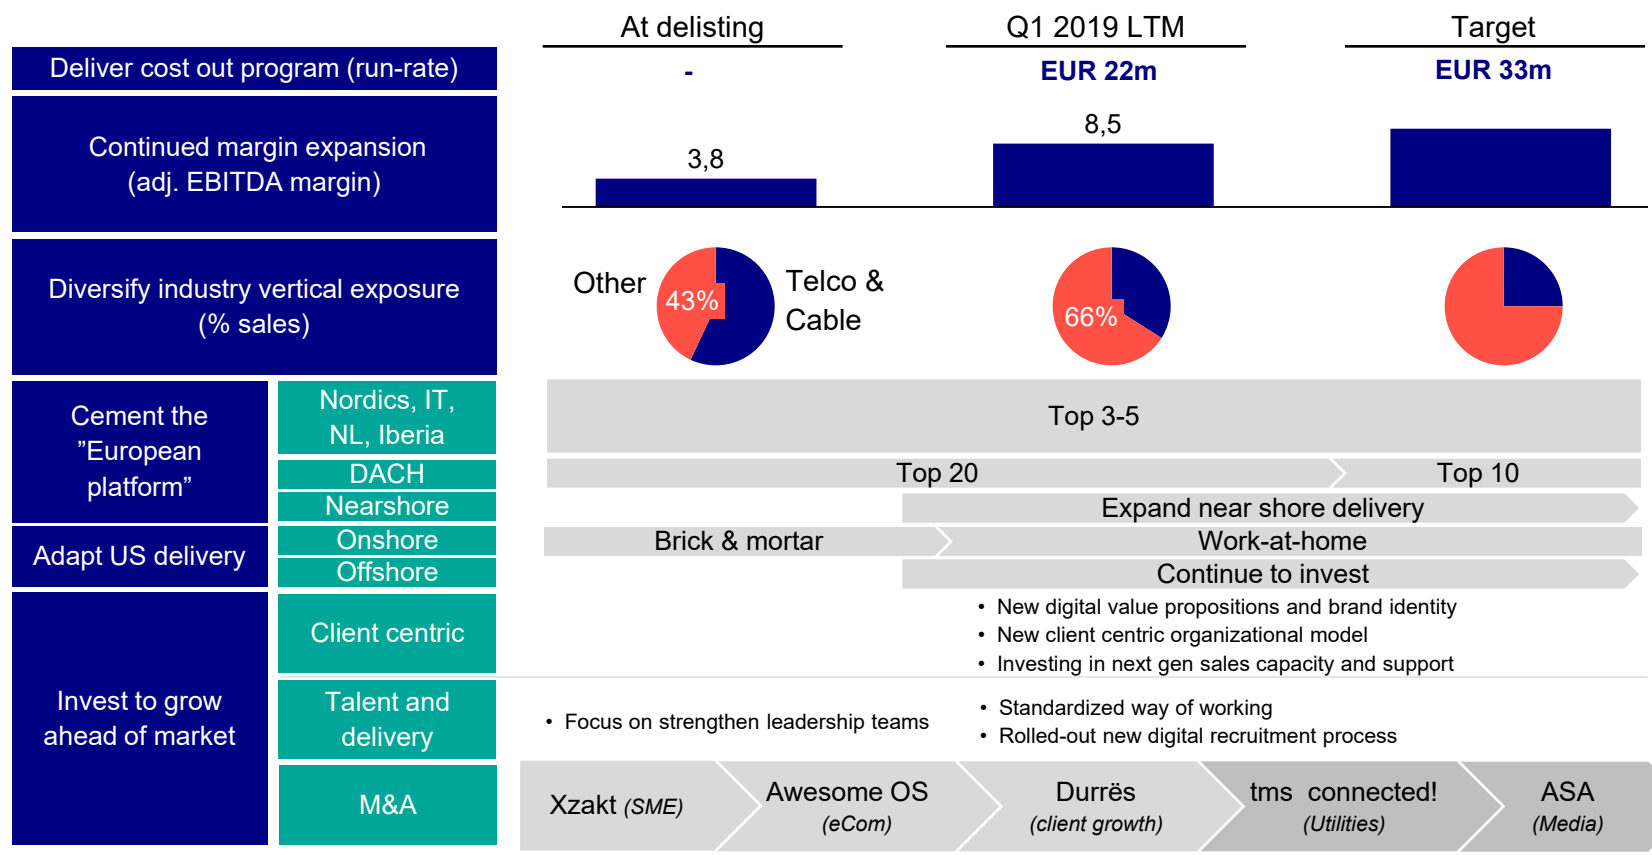 At delisting
Q1 2019 LTM
Target
Deliver cost out program (run-rate)
-
EUR 22m
EUR 33m
Continued margin expansion
(adj. EBITDA margin)
3,8
8,5
Diversify industry vertical exposure
(% sales)
Other
43%
Telco &
Cable
66%
Cement the
”European
platform”
Nordics, IT,
NL, Iberia
Top 3-5
DACH
Top 20
Top 10
Nearshore
Expand near shore delivery
Adapt US delivery
Onshore
Brick & mortar
Work-at-home
Offshore
Continue to invest
Invest to grow
ahead of market
Client centric
• New digital value propositions and brand identity
• New client centric organizational model
• Investing in next gen sales capacity and support
Talent and
delivery
• Focus on strengthen leadership teams
• Standardized way of working
• Rolled-out new digital recruitment process
M&A
Xzakt (SME)
Awesome OS
(eCom)
Durrës
(client growth)
tms connected!
(Utilities)
ASA
(Media)